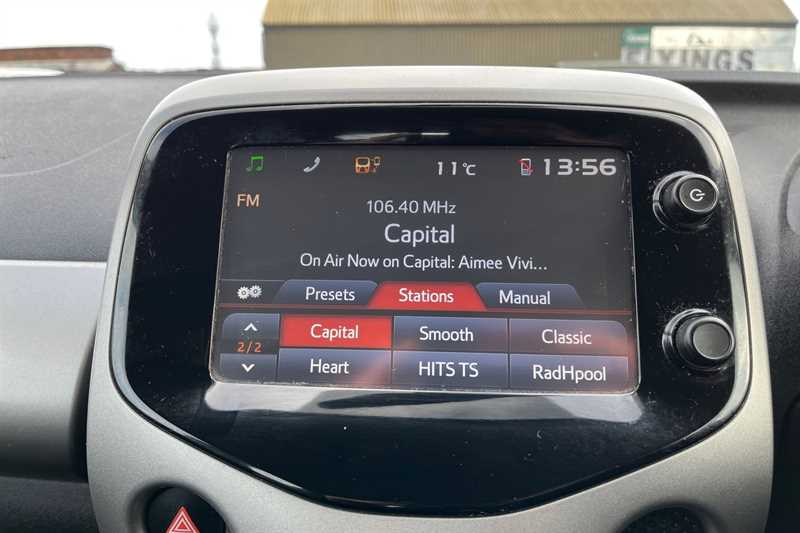 FLYINGS
11°C
13:56
FM
106.40 MHz
Capital
On Air Now on Capital: Aimee Vivi...
Presets Stations Manual
Capital Smooth Classic
2/2
Heart HITS TS RadHpool